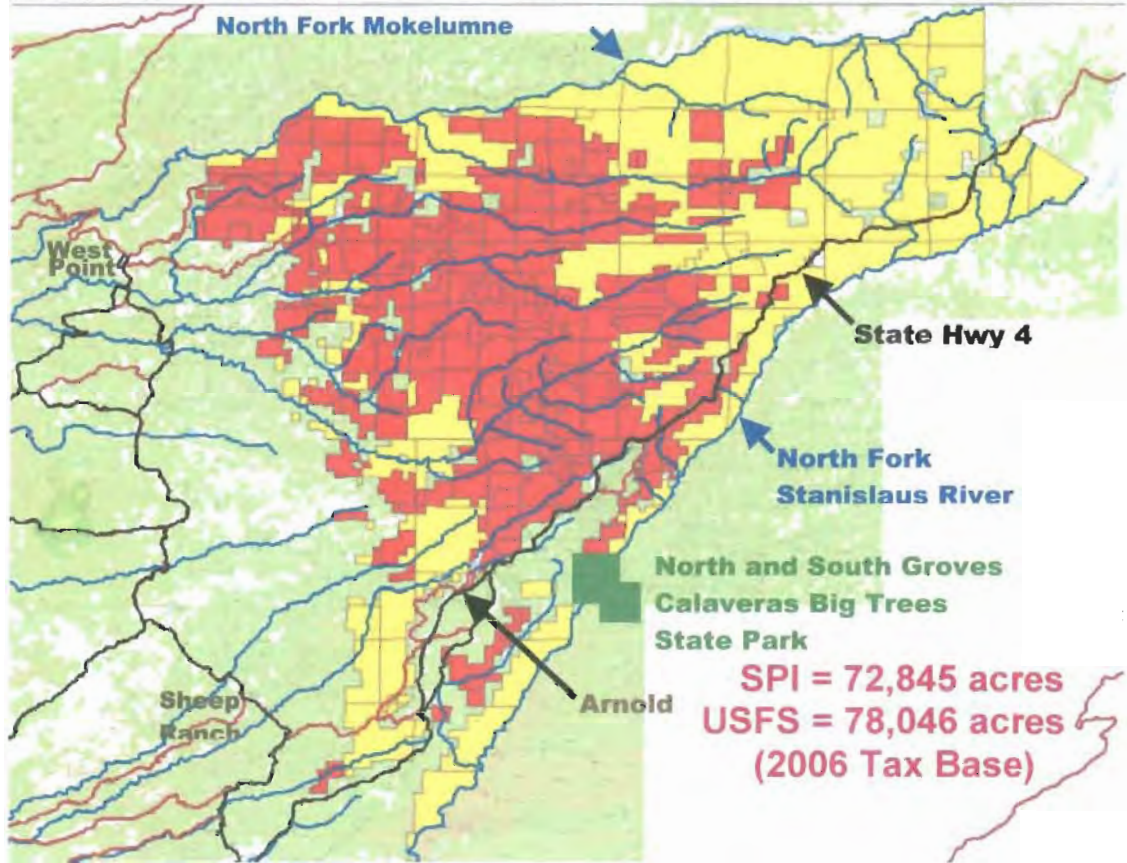 North Fork Mokelumne
West
Point
State Hwy 4
North Fork
Stanislaus River
North and South Groves
Calaveras Big Trees
State Park
SPI = 72,845 acres
USFS = 78,046 acres
(2006 Tax Base)
Arnold
Sheep
Ranch